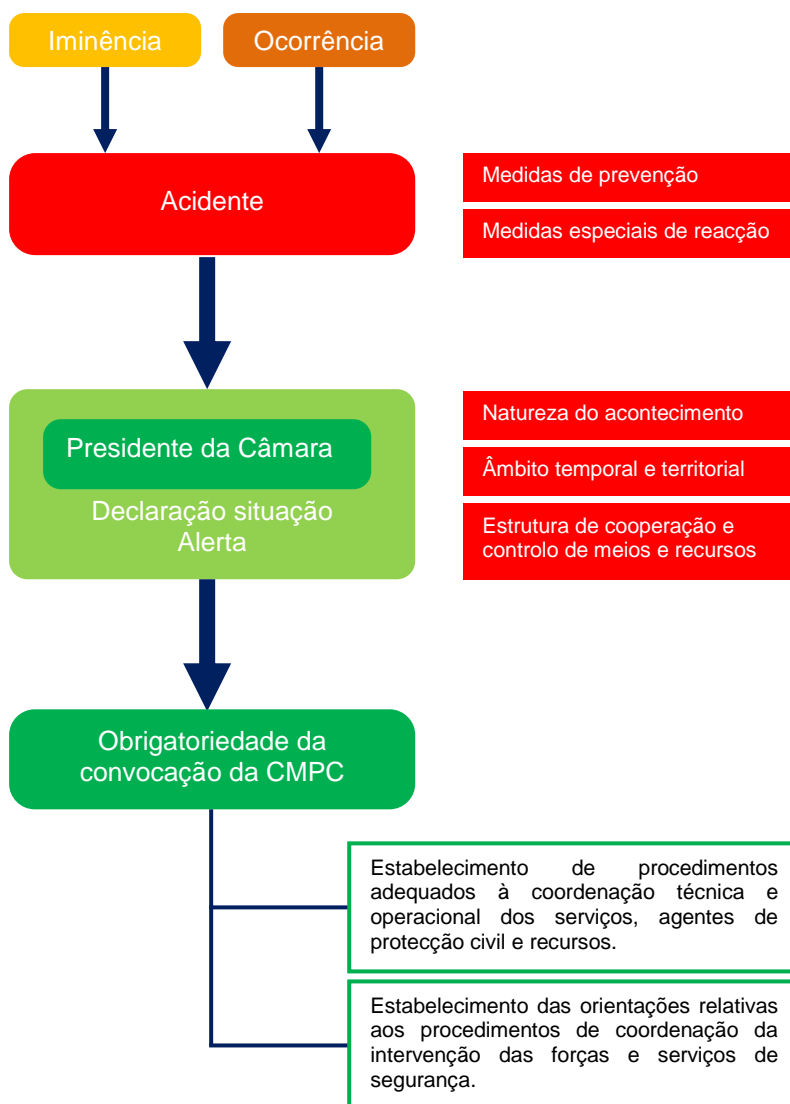 Iminência
Ocorrência
Acidente
Medidas de prevenção
Medidas especiais de reacção
Presidente da Câmara
Declaração situação
Alerta
Natureza do acontecimento
Âmbito temporal e territorial
Estrutura de cooperação e
controlo de meios e recursos
Obrigatoriedade da
convocação da CMPC
Estabelecimento de procedimentos
adequados à coordenação técnica e
operacional dos serviços, agentes de
protecção civil e recursos.
Estabelecimento das orientações relativas
aos procedimentos de coordenação da
intervenção das forças e serviços de
segurança.